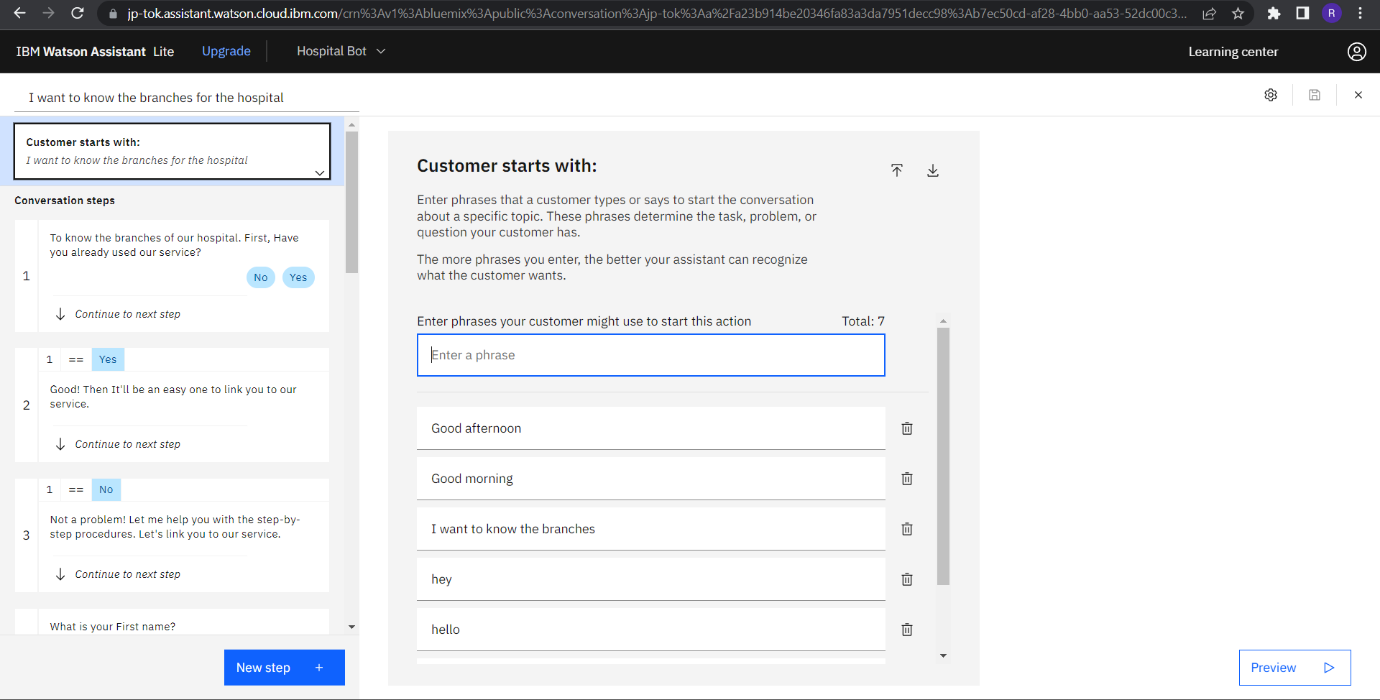 jp-tok.assistant.watson.cloud.ibm.com/crn%3Av1%3Abluemix%3Apublic%3Aconversation%3Ajp-tok%3Aa%2Fa23b914be20346fa83a3da7951decc98%3Ab7ec50cd-af28-4bb0-aa53-52dc00c3...
R
IBM Watson Assistant Lite Upgrade Hospital Bot Learning center
I want to know the branches for the hospital
Customer starts with:
I want to know the branches for the hospital
Conversation steps
1
To know the branches of our hospital. First, Have
you already used our service?
No Yes
Continue to next step
2
1 == Yes
Good! Then It'll be an easy one to link you to our
service.
Continue to next step
3
1 == No
Not a problem! Let me help you with the step-by-
step procedures. Let's link you to our service.
Continue to next step
What is your First name?
New step +
Customer starts with:
Enter phrases that a customer types or says to start the conversation
about a specific topic. These phrases determine the task, problem, or
question your customer has.
The more phrases you enter, the better your assistant can recognize
what the customer wants.
Enter phrases your customer might use to start this action Total: 7
Enter a phrase
Good afternoon
Good morning
I want to know the branches
hey
hello
Preview